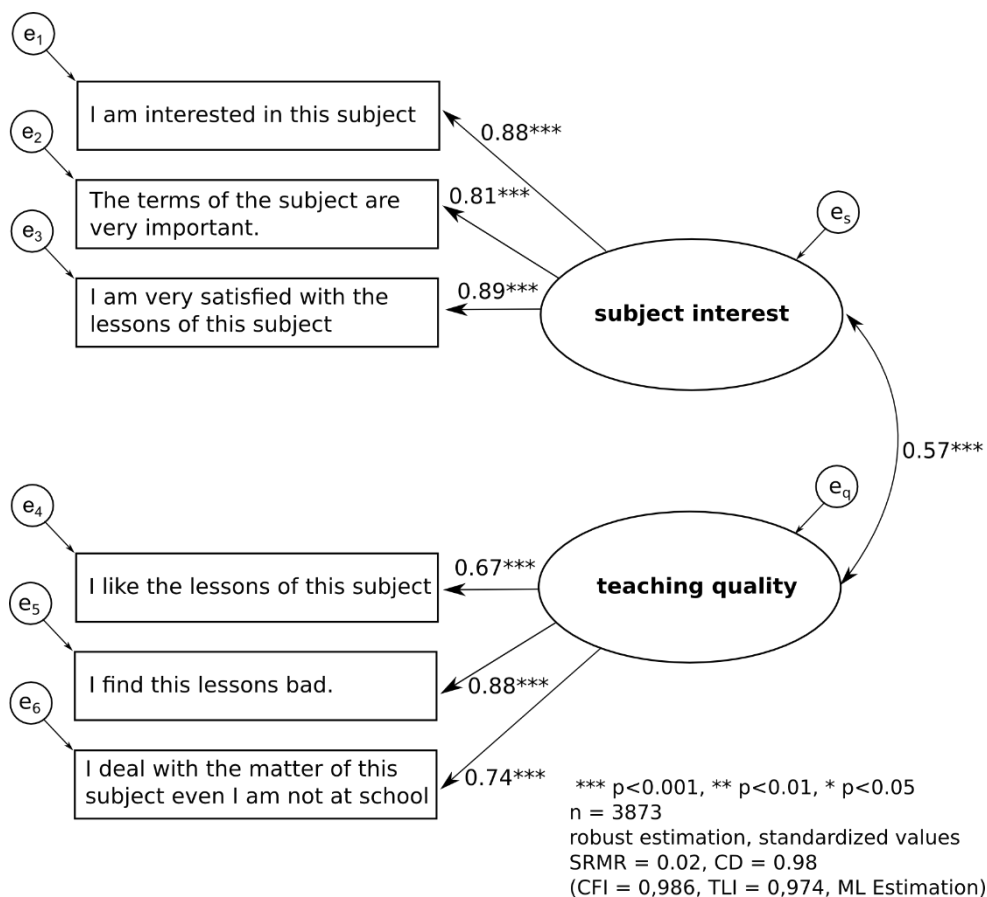 e₁
I am interested in this subject
0.88***
e₂
The terms of the subject are
very important.
0.81***
e₃
I am very satisfied with the
lessons of this subject
0.89***
eₛ
subject interest
0.57***
e_q
e₄
I like the lessons of this subject
0.67***
teaching quality
e₅
I find this lessons bad.
0.88***
e₆
I deal with the matter of this
subject even I am not at school
0.74***
*** p<0.001, ** p<0.01, * p<0.05
n = 3873
robust estimation, standardized values
SRMR = 0.02, CD = 0.98
(CFI = 0,986, TLI = 0,974, ML Estimation)